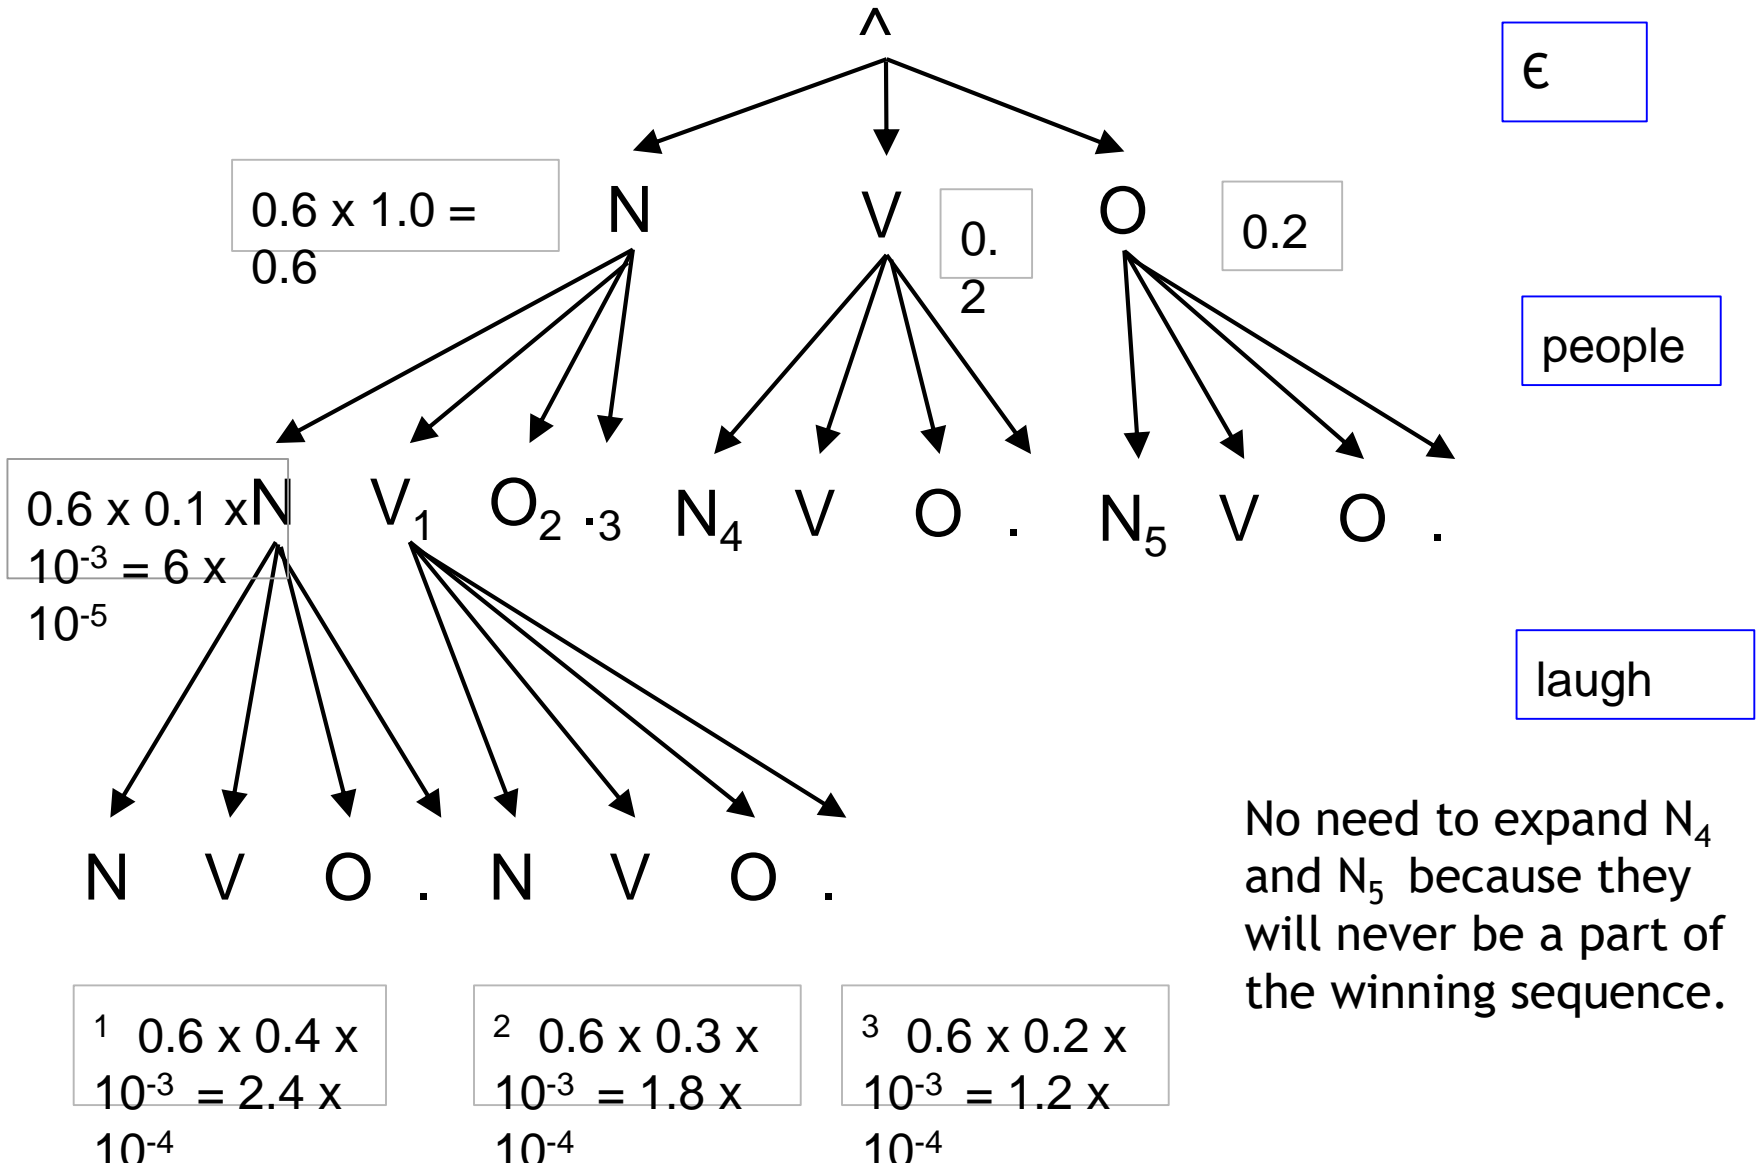 ^
Є
0.6 x 1.0 =
0.6
N V O
0.
2
0.2
people
0.6 x 0.1 x
10⁻³ = 6 x
10⁻⁵
N V₁ O₂ .₃ N₄ V O . N₅ V O .
laugh
N V O . N V O .
No need to expand N₄
and N₅ because they
will never be a part of
the winning sequence.
¹ 0.6 x 0.4 x
10⁻³ = 2.4 x
10⁻⁴
² 0.6 x 0.3 x
10⁻³ = 1.8 x
10⁻⁴
³ 0.6 x 0.2 x
10⁻³ = 1.2 x
10⁻⁴